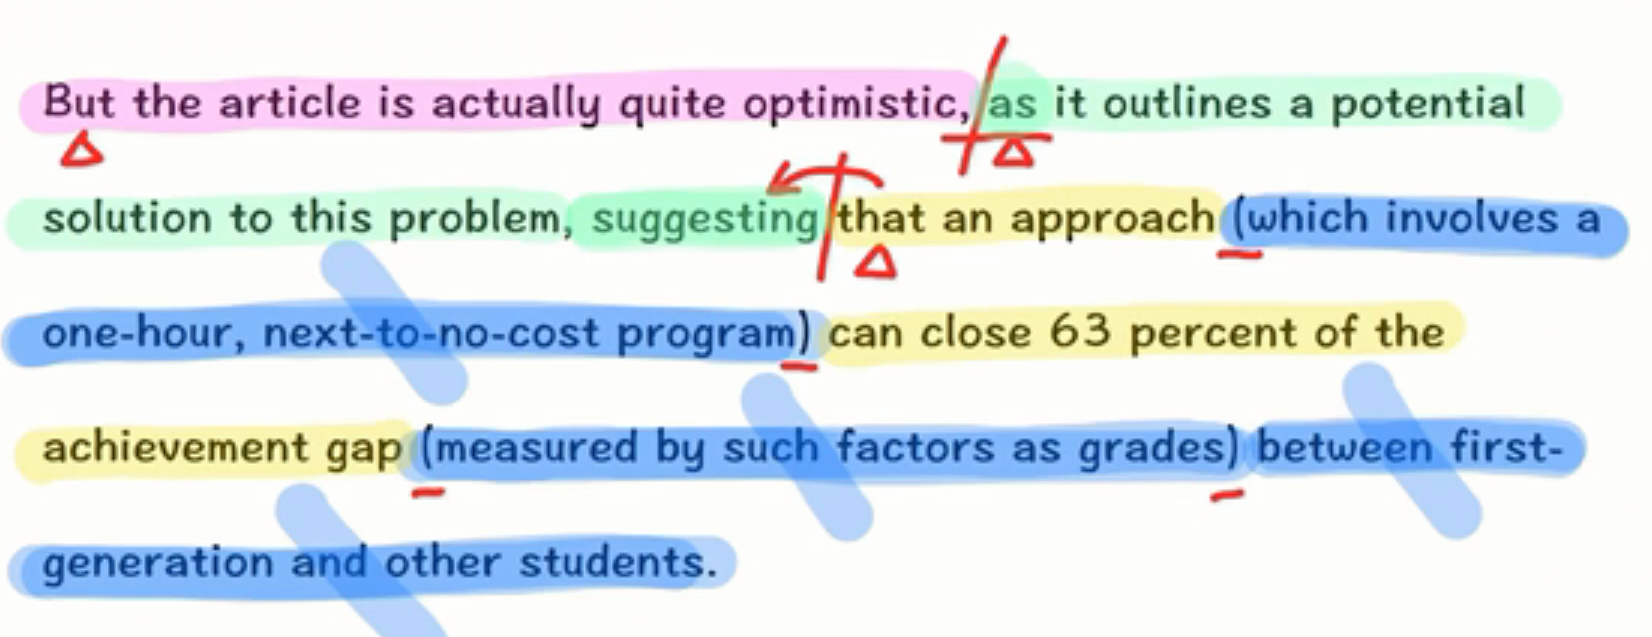 But the article is actually quite optimistic, as it outlines a potential
solution to this problem, suggesting that an approach (which involves a
one-hour, next-to-no-cost program) can close 63 percent of the
achievement gap (measured by such factors as grades) between first-
generation and other students.